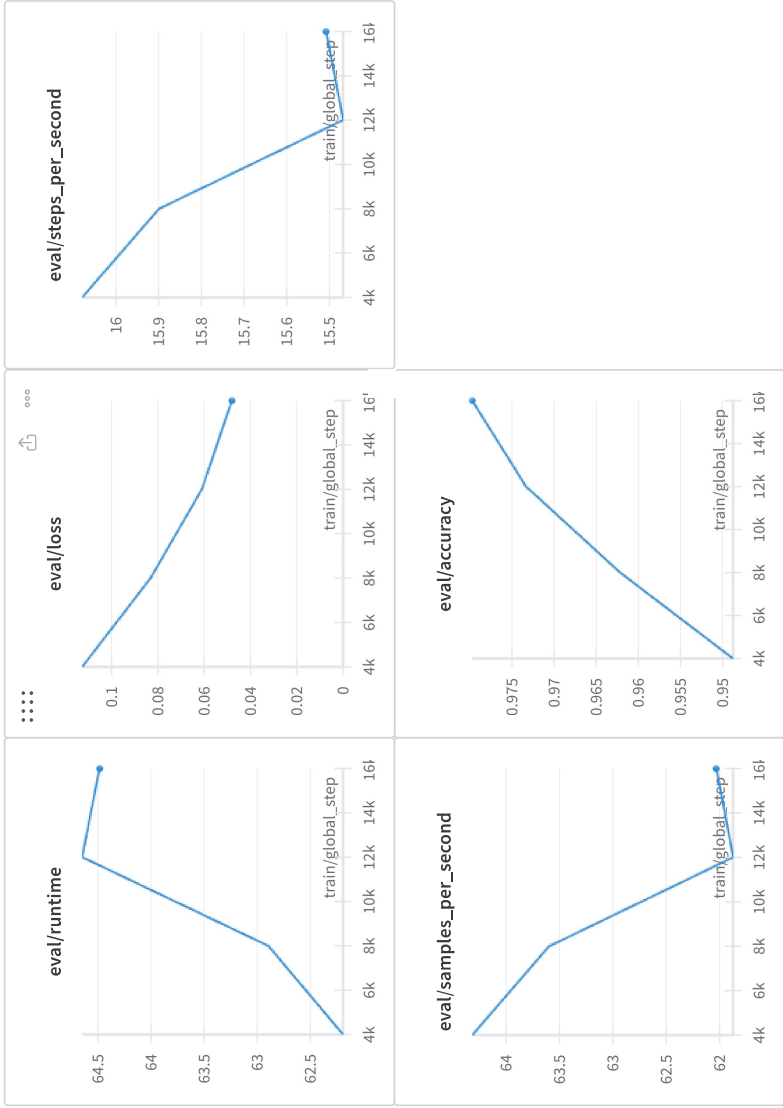 eval/runtime
64.5
64
63.5
63
62.5
train/global_step
4k 6k 8k 10k 12k 14k 16k
eval/loss
0.1
0.08
0.06
0.04
0.02
0
train/global_step
4k 6k 8k 10k 12k 14k 16k
eval/steps_per_second
16
15.9
15.8
15.7
15.6
15.5
train/global_step
4k 6k 8k 10k 12k 14k 16k
eval/samples_per_second
64
63.5
63
62.5
62
train/global_step
4k 6k 8k 10k 12k 14k 16k
eval/accuracy
0.975
0.97
0.965
0.96
0.955
0.95
train/global_step
4k 6k 8k 10k 12k 14k 16k